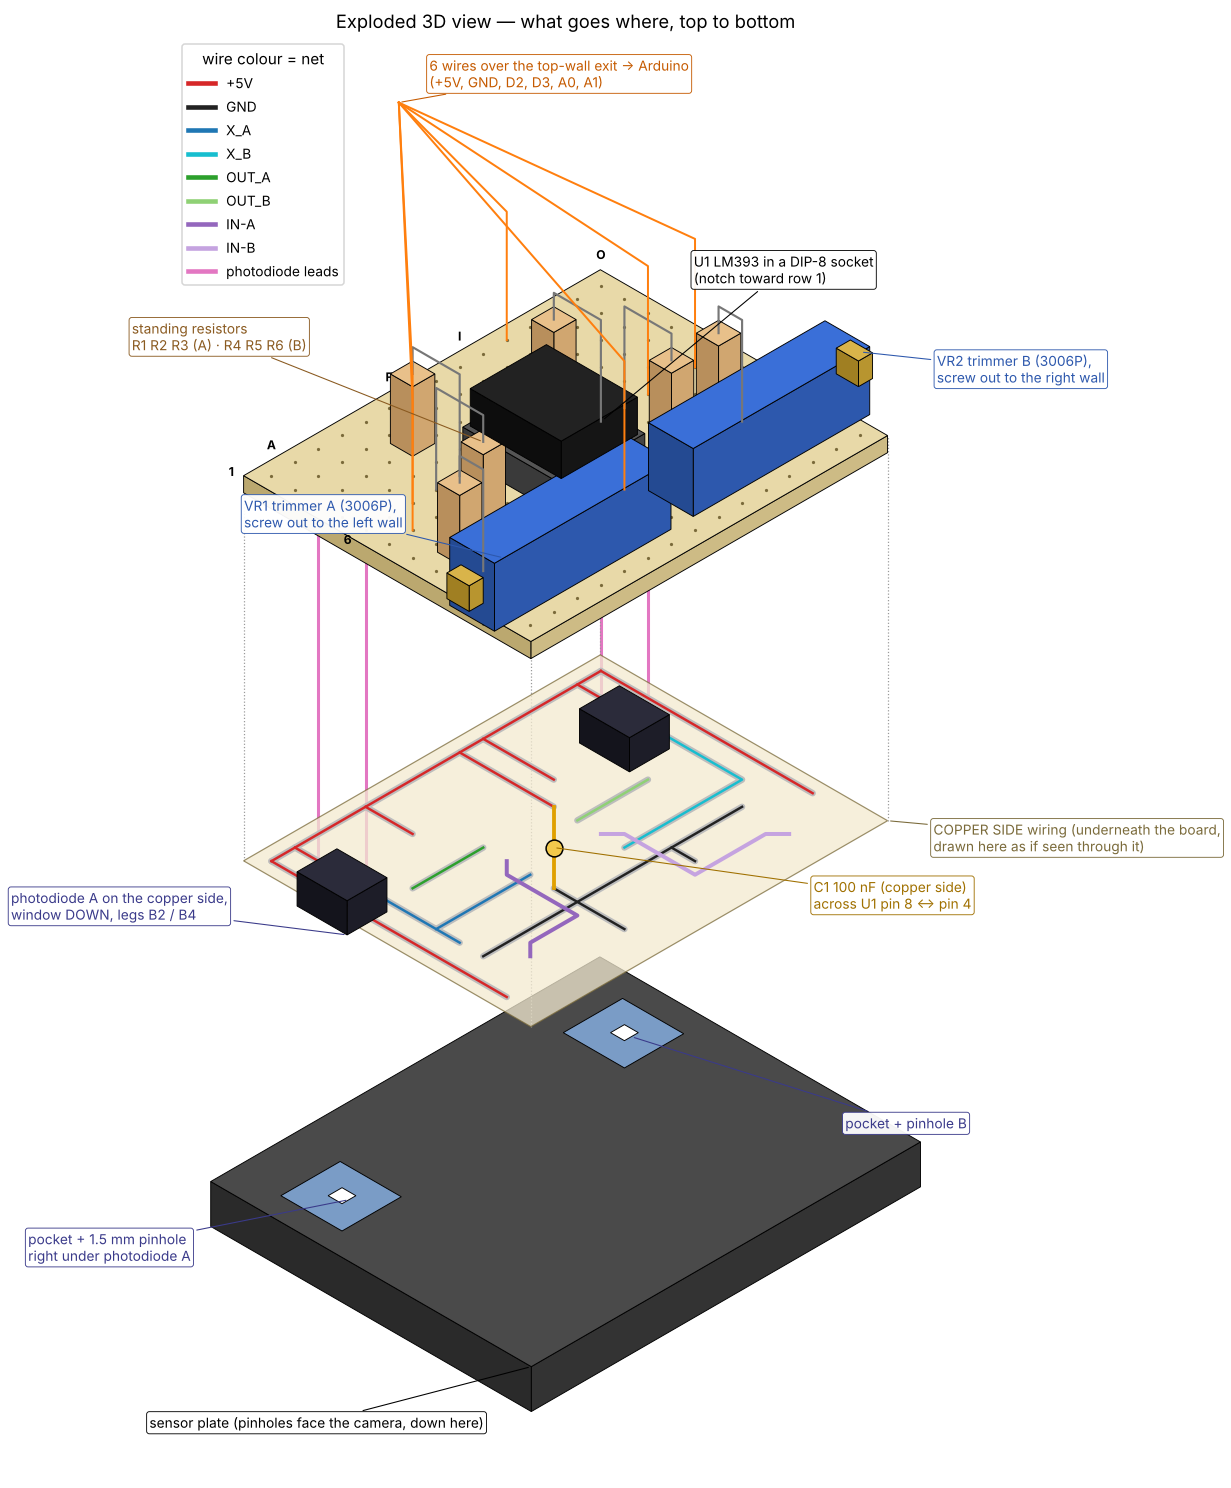 Exploded 3D view — what goes where, top to bottom
wire colour = net
+5V
GND
X_A
X_B
OUT_A
OUT_B
IN-A
IN-B
photodiode leads
6 wires over the top-wall exit → Arduino
(+5V, GND, D2, D3, A0, A1)
O
U1 LM393 in a DIP-8 socket
(notch toward row 1)
standing resistors
R1 R2 R3 (A) · R4 R5 R6 (B)
I
VR2 trimmer B (3006P),
screw out to the right wall
A
1
VR1 trimmer A (3006P),
screw out to the left wall
6
COPPER SIDE wiring (underneath the board,
drawn here as if seen through it)
photodiode A on the copper side,
window DOWN, legs B2 / B4
C1 100 nF (copper side)
across U1 pin 8 ↔ pin 4
pocket + pinhole B
pocket + 1.5 mm pinhole
right under photodiode A
sensor plate (pinholes face the camera, down here)